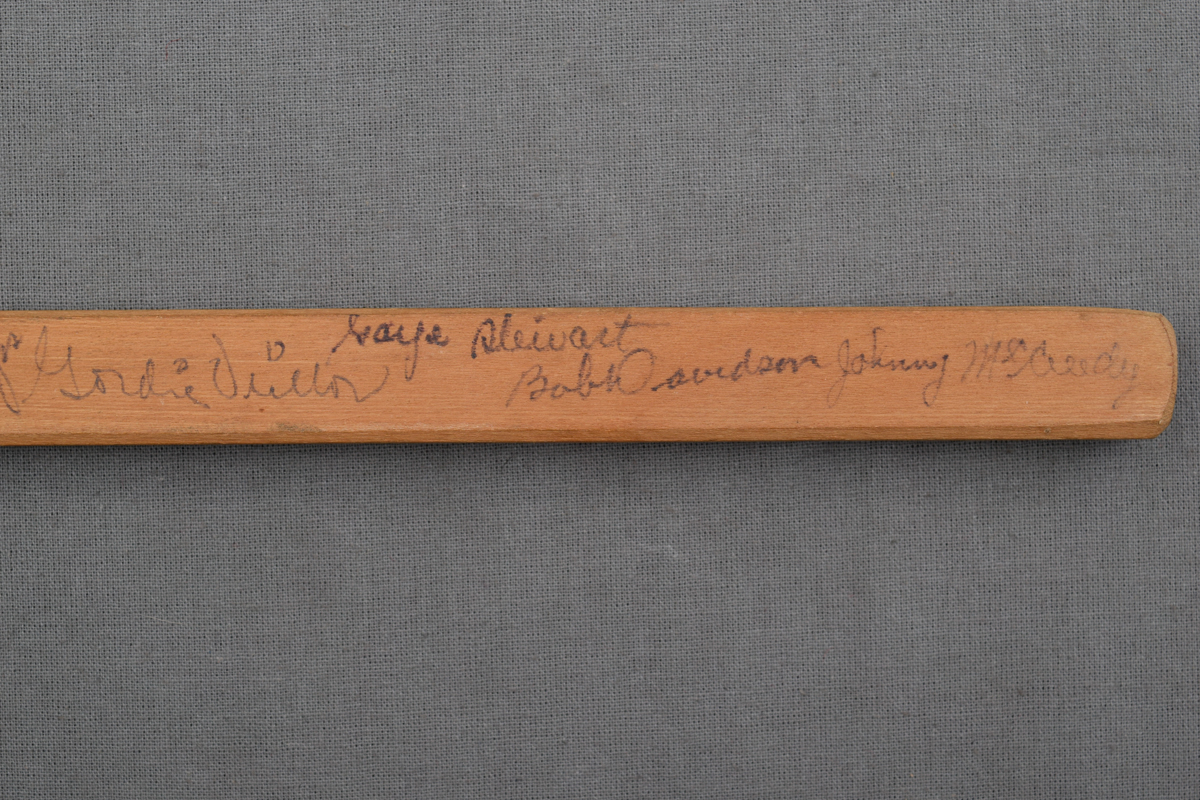 Gaye Stewart
Gordie Drillon
Bob Davidson Johnny McCreedy